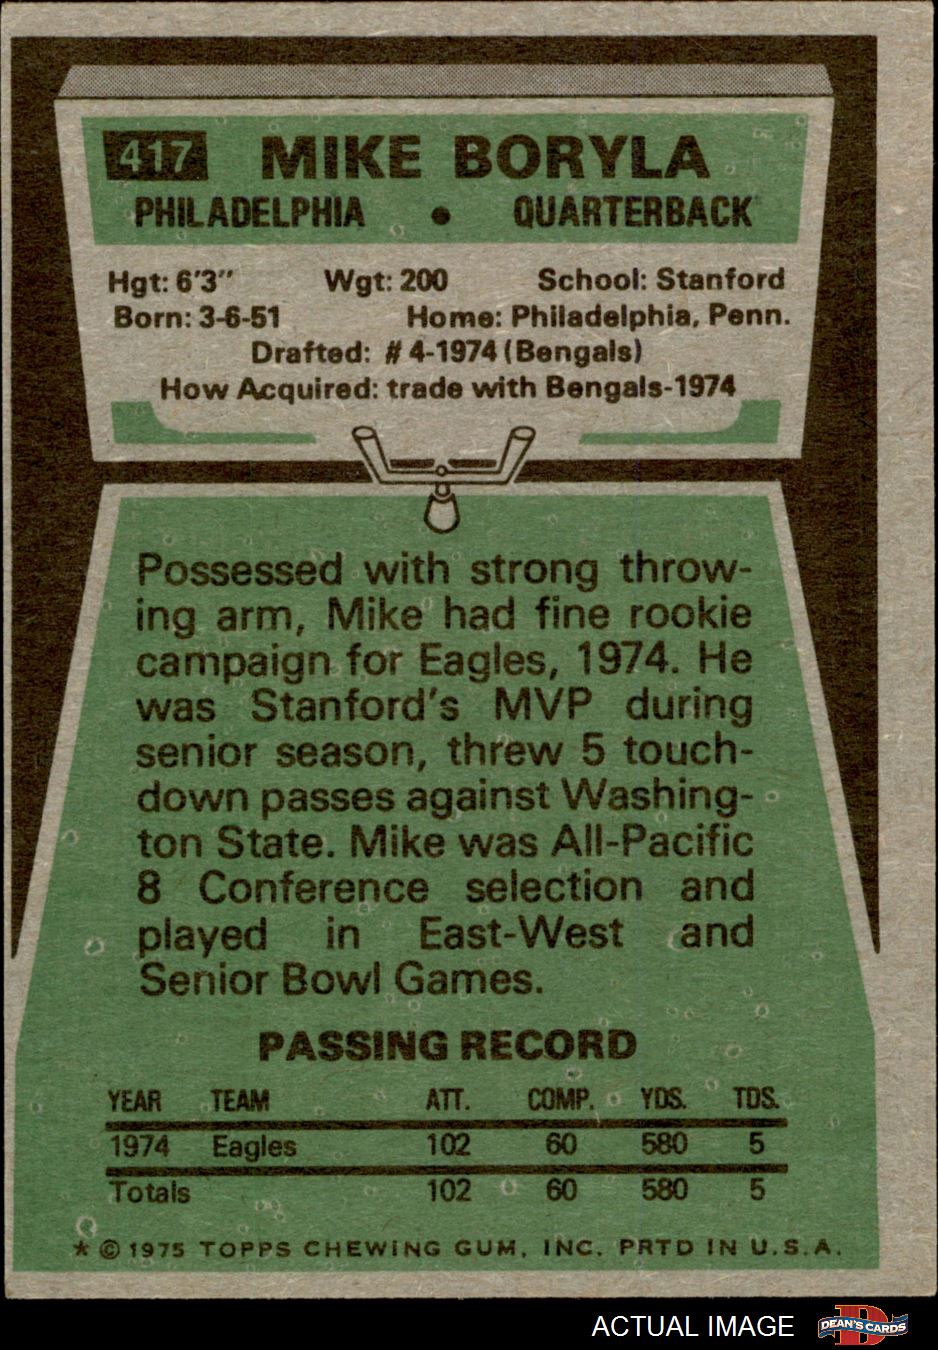 417 MIKE BORYLA
PHILADELPHIA • QUARTERBACK
Hgt: 6'3" Wgt: 200 School: Stanford
Born: 3-6-51 Home: Philadelphia, Penn.
Drafted: #4-1974 (Bengals)
How Acquired: trade with Bengals-1974
Possessed with strong throw-
ing arm, Mike had fine rookie
campaign for Eagles, 1974. He
was Stanford's MVP during
senior season, threw 5 touch-
down passes against Washing-
ton State. Mike was All-Pacific
8 Conference selection and
played in East-West and
Senior Bowl Games.
PASSING RECORD
YEAR TEAM ATT. COMP. YDS. TDS.
1974 Eagles 102 60 580 5
Totals 102 60 580 5
* © 1975 TOPPS CHEWING GUM, INC. PRTD IN U.S.A.
ACTUAL IMAGE DEAN'S CARDS